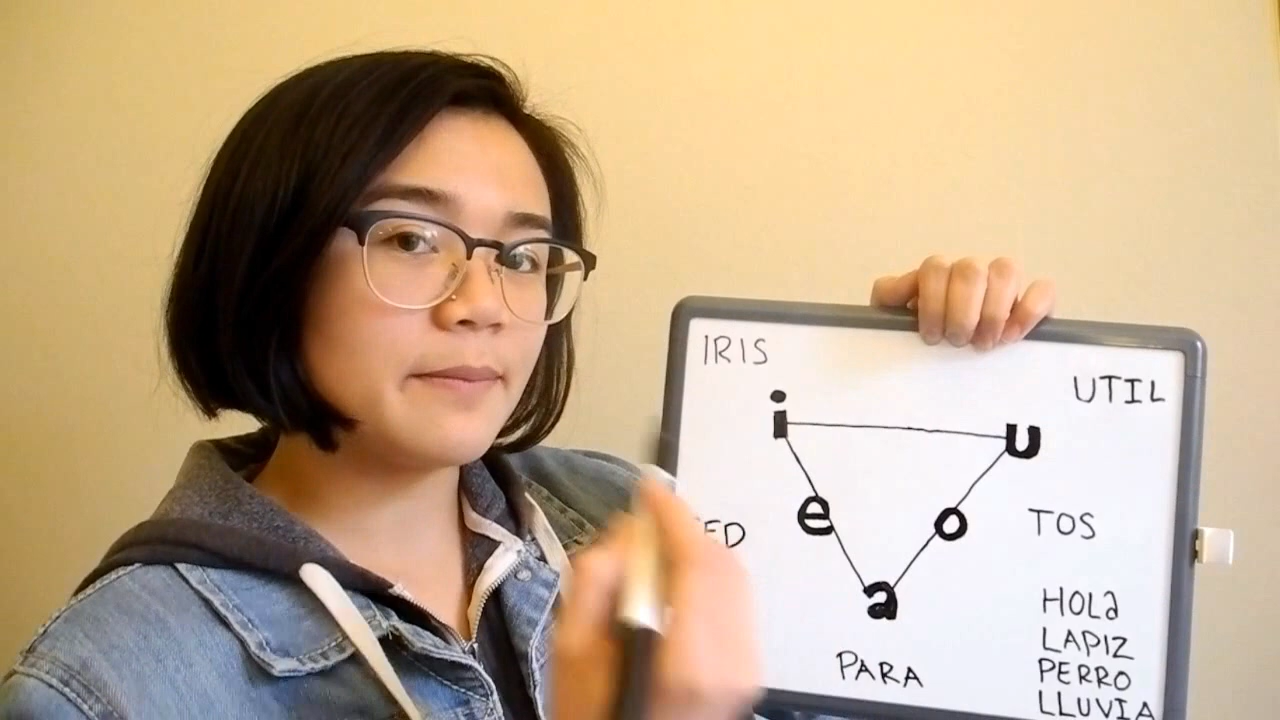 IRIS
UTIL
i u
e o
TOS
a
HOLa
LAPIZ
PARA
PERRO
LLUVIA